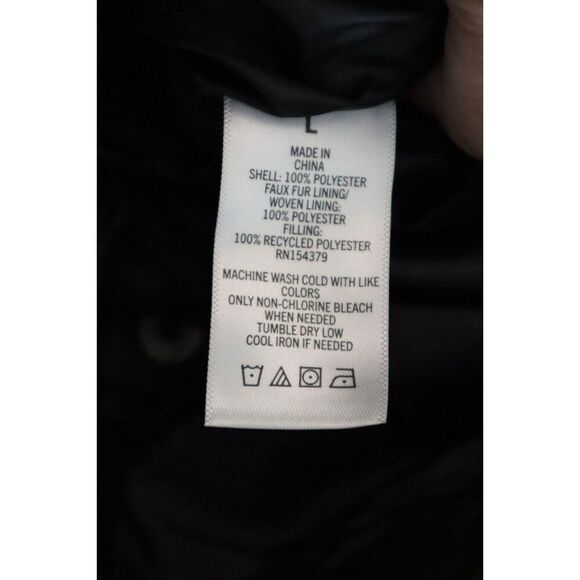 L
MADE IN
CHINA
SHELL: 100% POLYESTER
FAUX FUR LINING/
WOVEN LINING:
100% POLYESTER
FILLING:
100% RECYCLED POLYESTER
RN154379
MACHINE WASH COLD WITH LIKE
COLORS
ONLY NON-CHLORINE BLEACH
WHEN NEEDED
TUMBLE DRY LOW
COOL IRON IF NEEDED